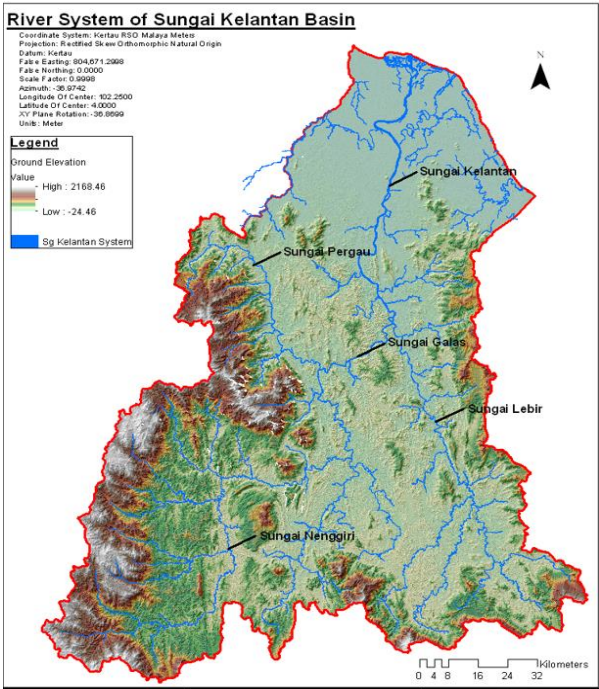 River System of Sungai Kelantan Basin
Coordinate System: Kertau RSO Malaya Meters
Projection: Rectified Skew Orthomorphic Natural Origin
Datum: Kertau
False Easting: 804,671.2998
False Northing: 0.0000
Scale Factor: 0.9998
Azimuth: -36.9742
Longitude Of Center: 102.2500
Latitude Of Center: 4.0000
XY Plane Rotation: -36.8699
Units: Meter
N
Legend
Ground Elevation
Value
High : 2168.46
Low : -24.46
Sg Kelantan System
Sungai Kelantan
Sungai Pergau
Sungai Galas
Sungai Lebir
Sungai Nenggiri
Kilometers
0 4 8 16 24 32